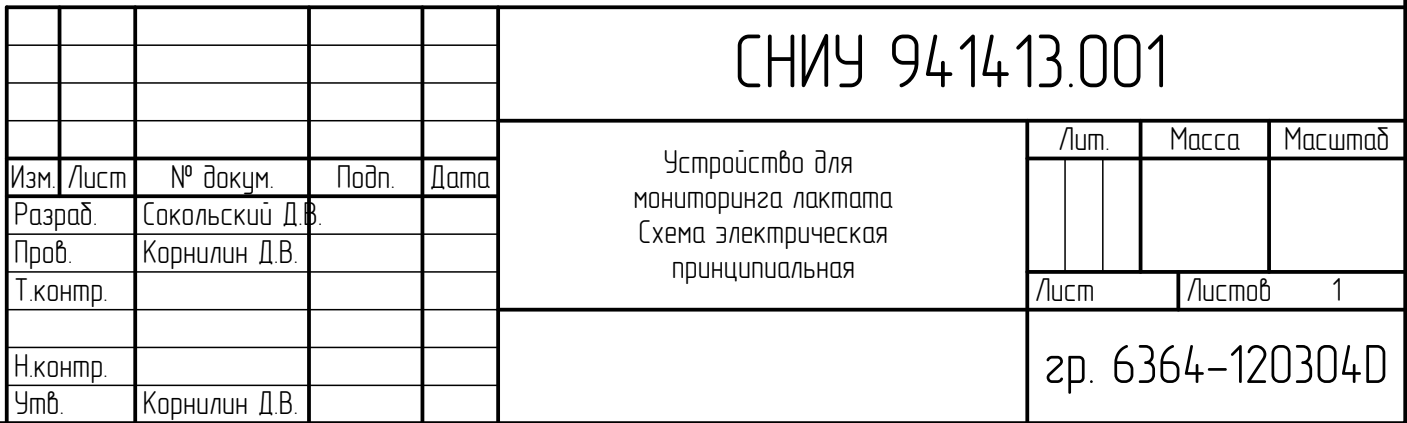 СНИУ 941413.001
Устройство для
мониторинга лактата
Схема электрическая
принципиальная
Лит. Масса Масштаб
Изм. Лист № докум. Подп. Дата
Разраб. Сокольский Д.В.
Пров. Корнилин Д.В.
Т.контр.
Лист Листов 1
Н.контр.
Утв. Корнилин Д.В.
гр. 6364-120304D